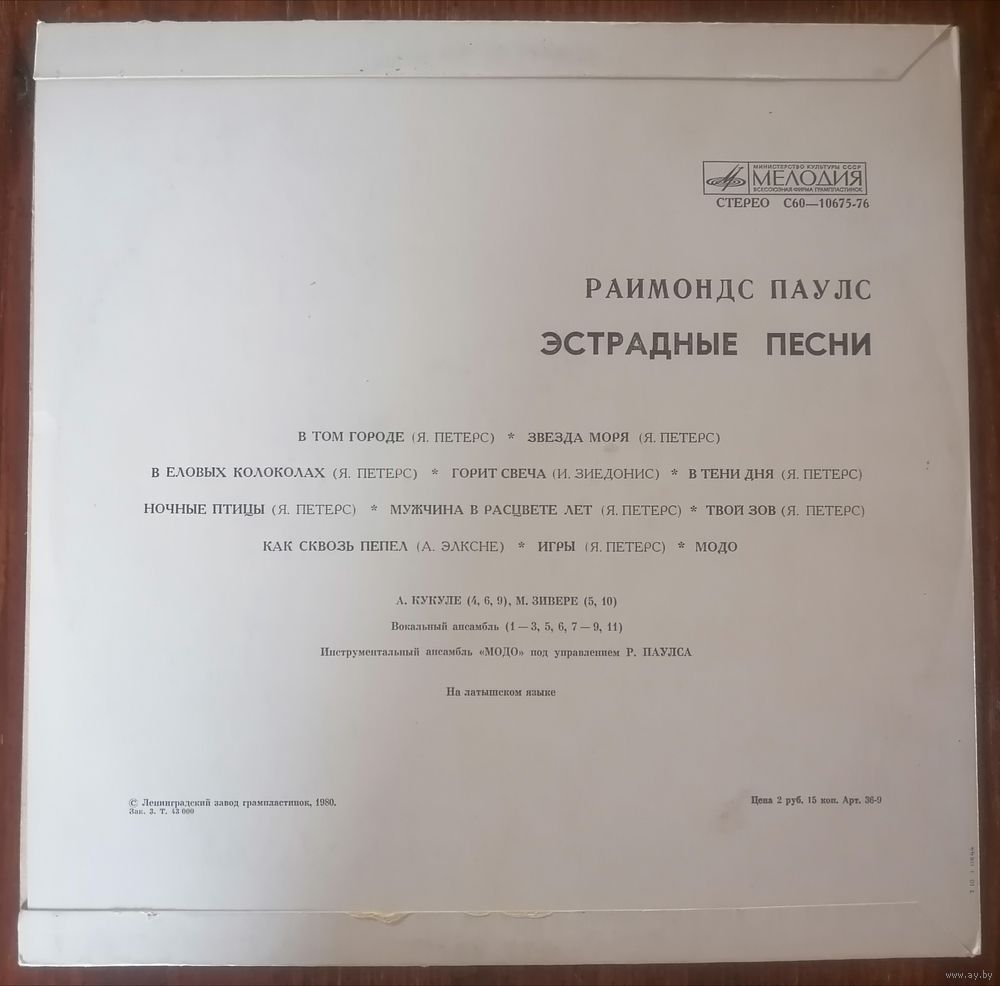 МИНИСТЕРСТВО КУЛЬТУРЫ СССР
МЕЛОДИЯ
ВСЕСОЮЗНАЯ ФИРМА ГРАМПЛАСТИНОК
СТЕРЕО С60—10675-76
РАИМОНДС ПАУЛС
ЭСТРАДНЫЕ ПЕСНИ
В ТОМ ГОРОДЕ (Я. ПЕТЕРС) * ЗВЕЗДА МОРЯ (Я. ПЕТЕРС)
В ЕЛОВЫХ КОЛОКОЛАХ (Я. ПЕТЕРС) * ГОРИТ СВЕЧА (И. ЗИЕДОНИС) * В ТЕНИ ДНЯ (Я. ПЕТЕРС)
НОЧНЫЕ ПТИЦЫ (Я. ПЕТЕРС) * МУЖЧИНА В РАСЦВЕТЕ ЛЕТ (Я. ПЕТЕРС) * ТВОЙ ЗОВ (Я. ПЕТЕРС)
КАК СКВОЗЬ ПЕПЕЛ (А. ЭЛКСНЕ) * ИГРЫ (Я. ПЕТЕРС) * МОДО
А. КУКУЛЕ (4, 6, 9), М. ЗИВЕРЕ (5, 10)
Вокальный ансамбль (1—3, 5, 6, 7—9, 11)
Инструментальный ансамбль «МОДО» под управлением Р. ПАУЛСА
На латышском языке
© Ленинградский завод грампластинок, 1980.
Зак. 3. Т. 43 000
Цена 2 руб. 15 коп. Арт. 36-9
www.ay.by